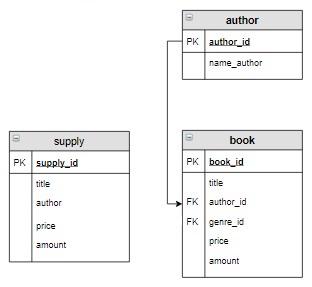 author
PK author_id
name_author
supply
PK supply_id
title
author
price
amount
book
PK book_id
title
FK author_id
FK genre_id
price
amount